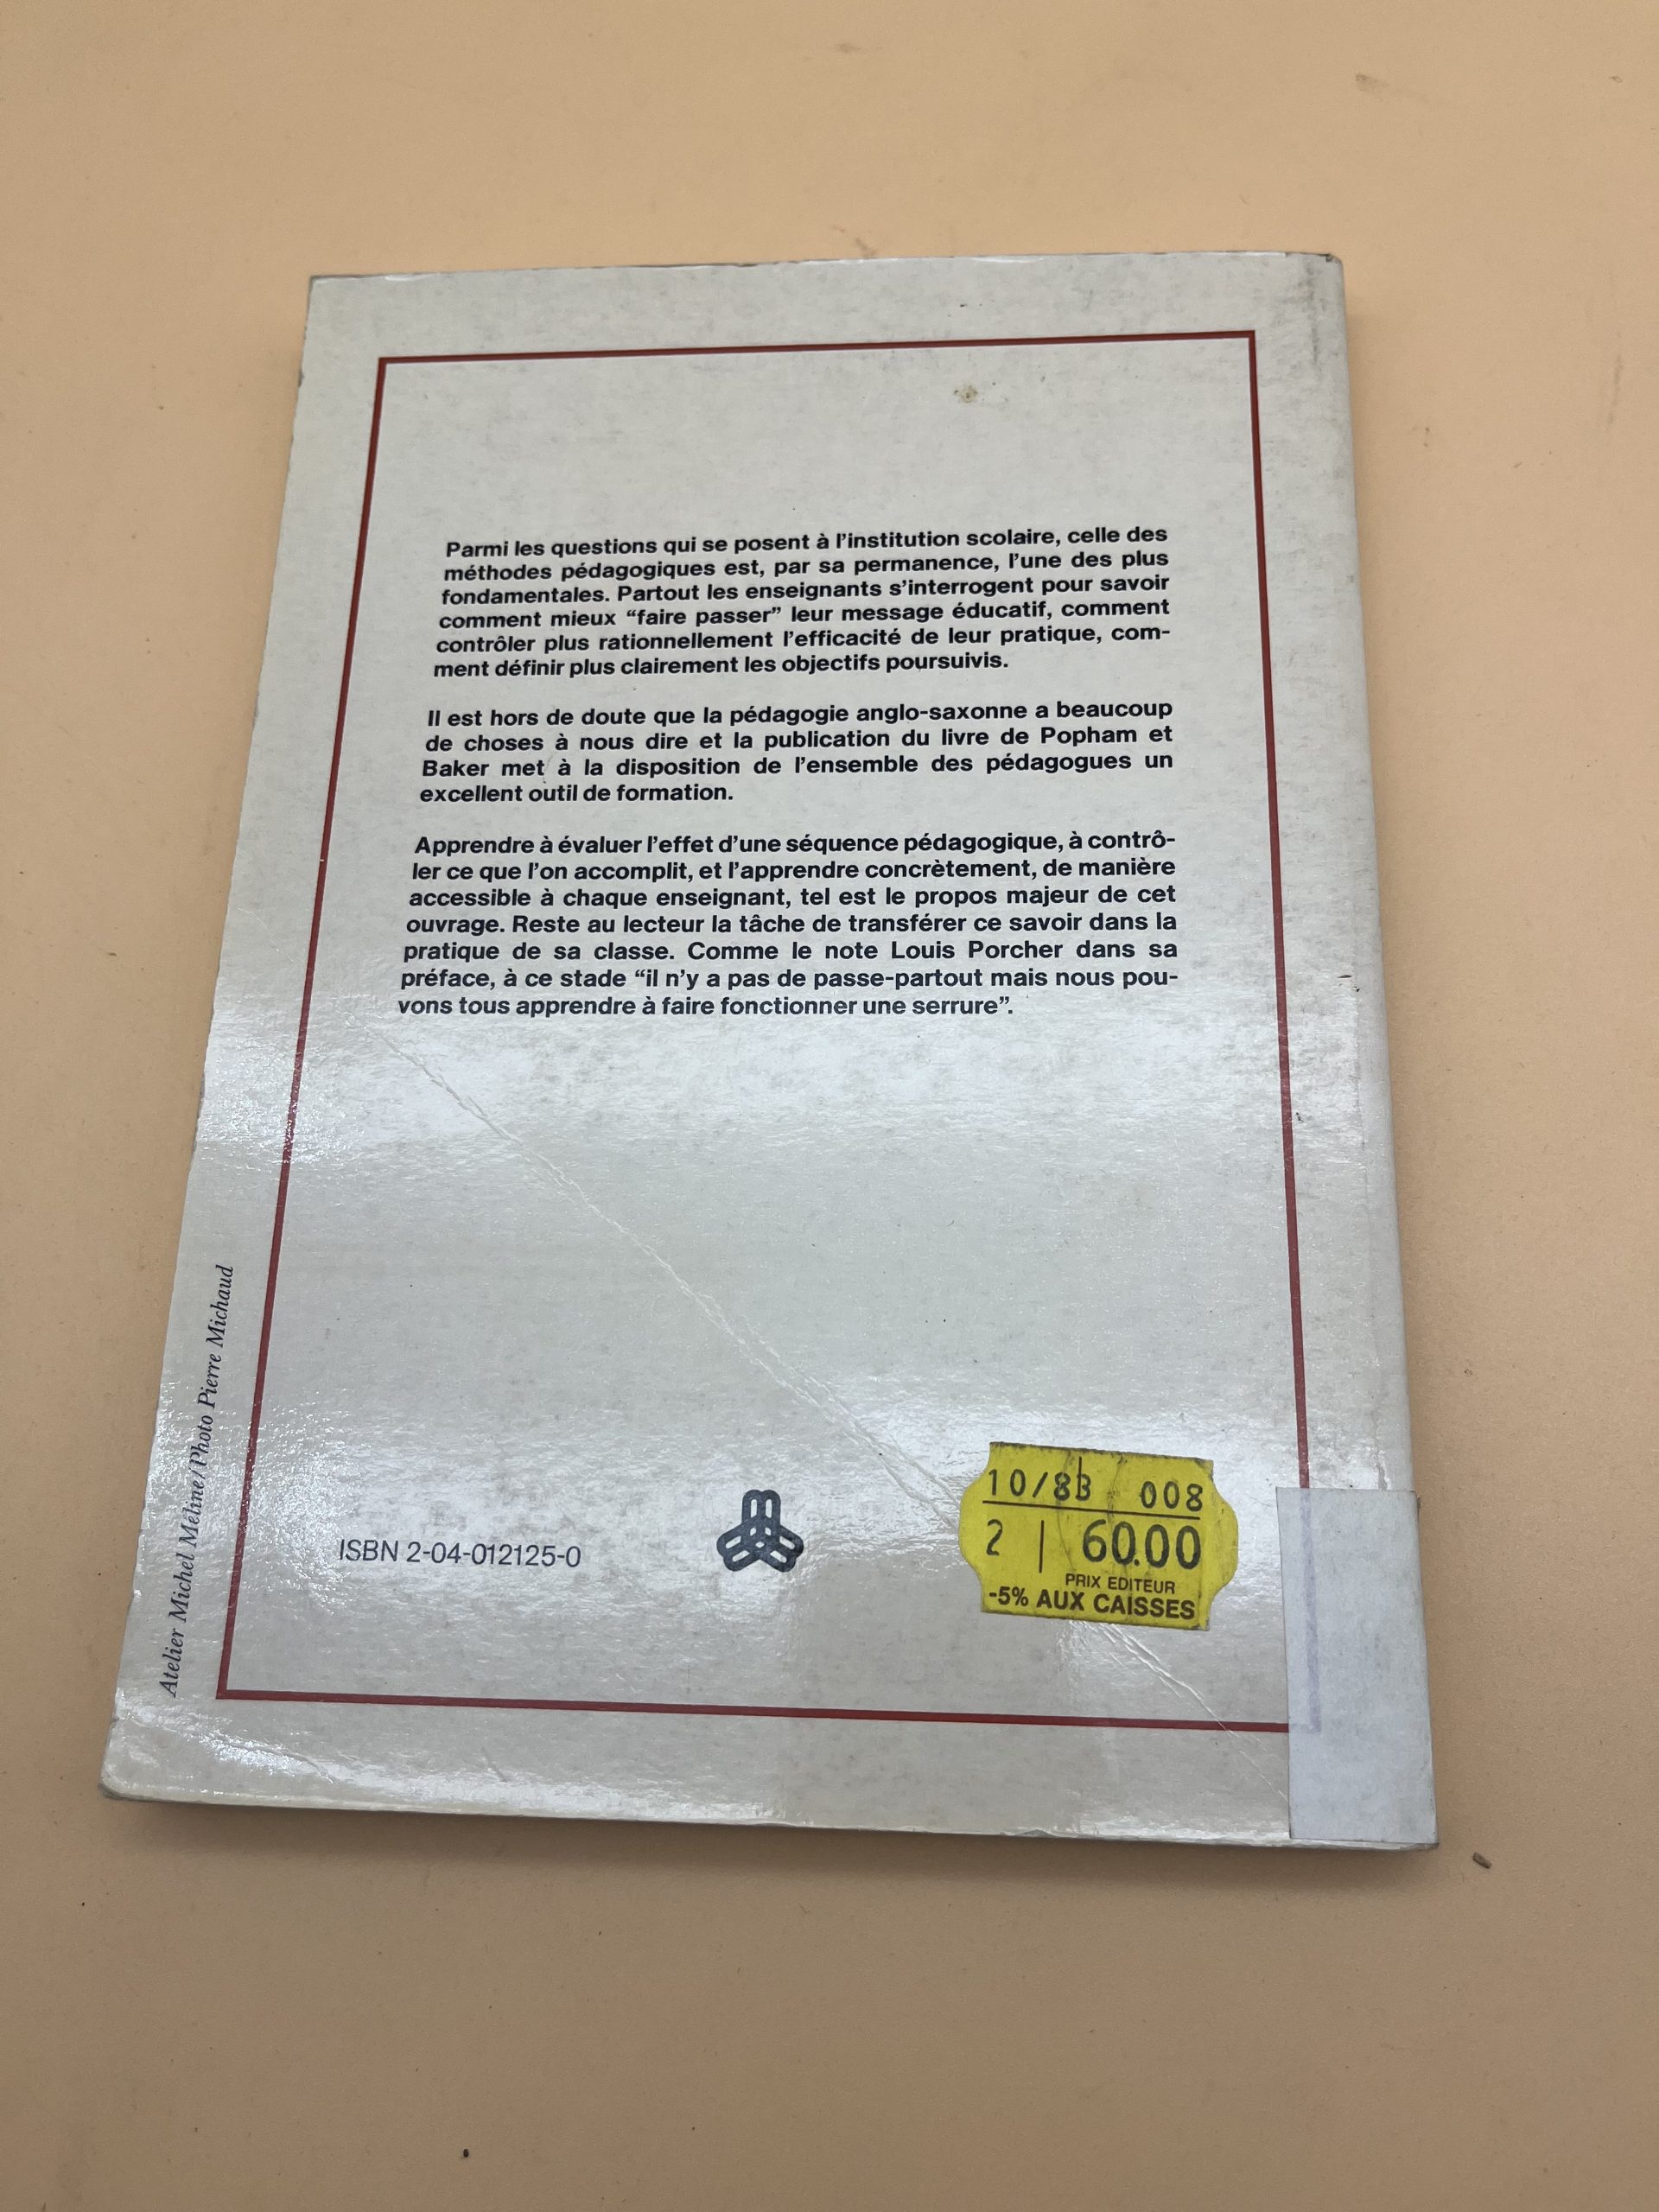 Parmi les questions qui se posent à l'institution scolaire, celle des
méthodes pédagogiques est, par sa permanence, l'une des plus
fondamentales. Partout les enseignants s'interrogent pour savoir
comment mieux “faire passer” leur message éducatif, comment
contrôler plus rationnellement l'efficacité de leur pratique, com-
ment définir plus clairement les objectifs poursuivis.
Il est hors de doute que la pédagogie anglo-saxonne a beaucoup
de choses à nous dire et la publication du livre de Popham et
Baker met à la disposition de l'ensemble des pédagogues un
excellent outil de formation.
Apprendre à évaluer l'effet d'une séquence pédagogique, à contrô-
ler ce que l'on accomplit, et l'apprendre concrètement, de manière
accessible à chaque enseignant, tel est le propos majeur de cet
ouvrage. Reste au lecteur la tâche de transférer ce savoir dans la
pratique de sa classe. Comme le note Louis Porcher dans sa
préface, à ce stade “il n'y a pas de passe-partout mais nous pou-
vons tous apprendre à faire fonctionner une serrure”.
Atelier Michel Méline/Photo Pierre Michaud
ISBN 2-04-012125-0
10/83 008
2 | 60.00
PRIX EDITEUR
-5% AUX CAISSES